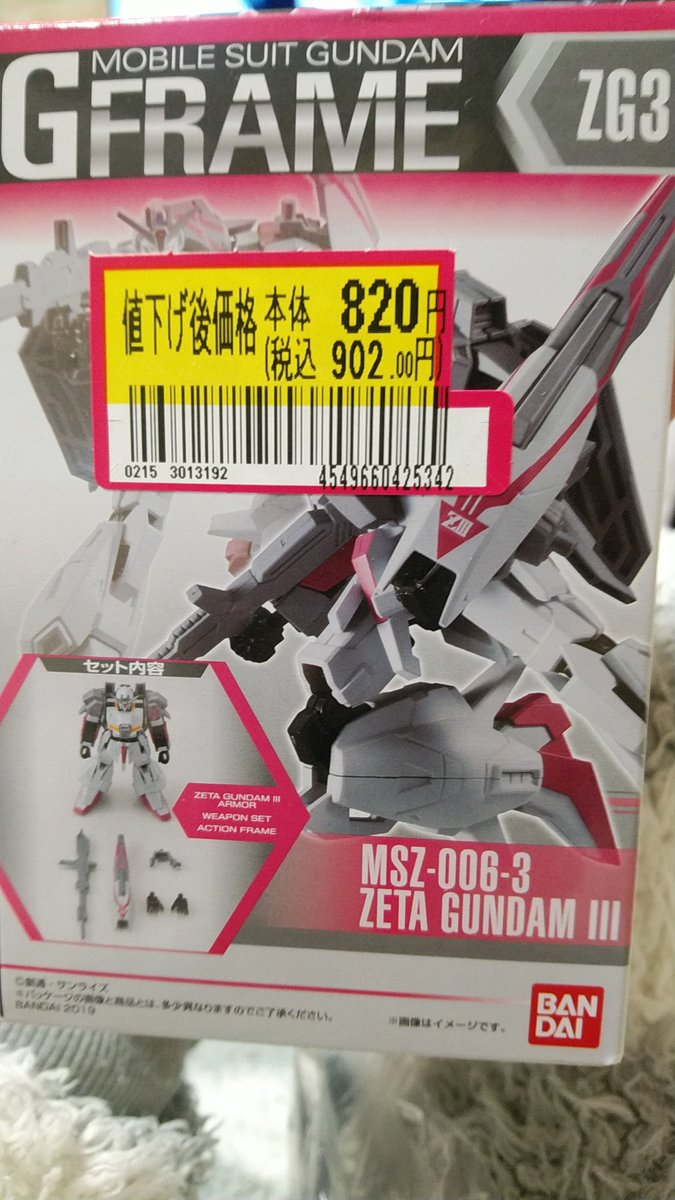 MOBILE SUIT GUNDAM
GFRAME
ZG3
値下げ後価格 本体 820円
(税込 902.00円)
0215 3013192
4549660425342
ZIII
セット内容
ZETA GUNDAM III
ARMOR
WEAPON SET
ACTION FRAME
MSZ-006-3
ZETA GUNDAM III
©創通・サンライズ
※パッケージの画像と商品とは、多少異なりますのでご了承ください。
BANDAI 2019
※画像はイメージです。
BAN
DAI